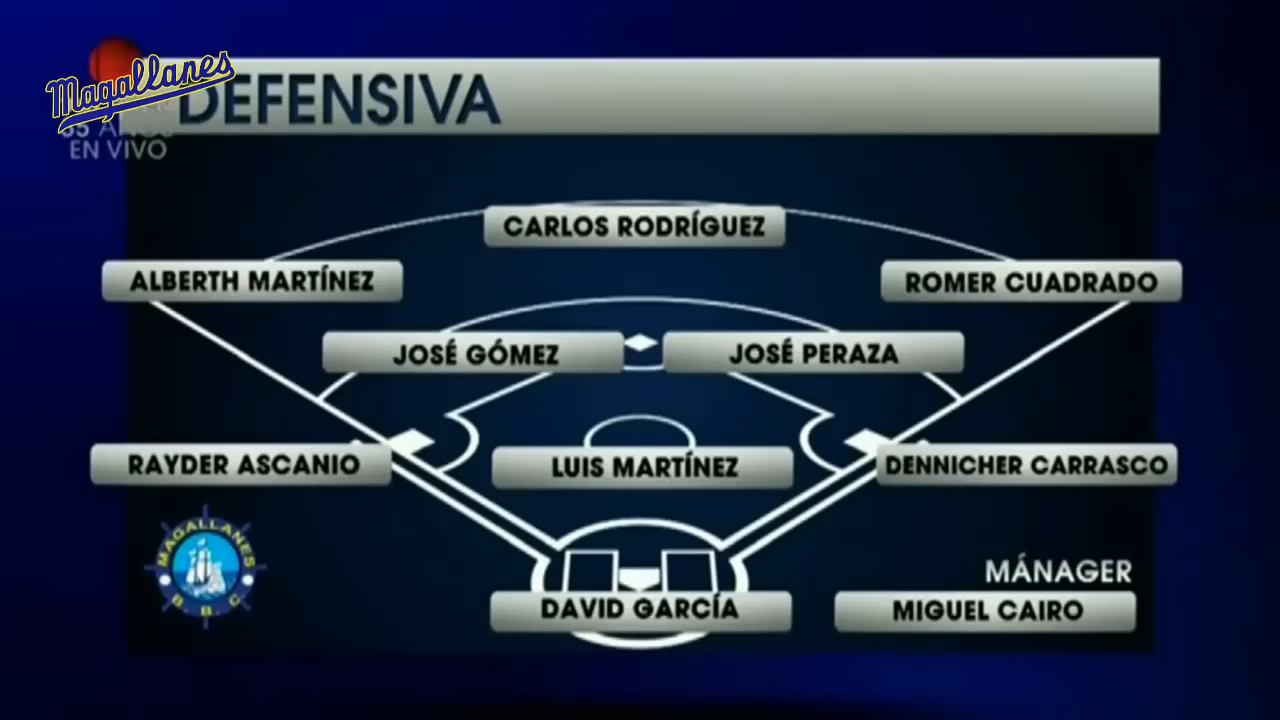 Magallanes
DEFENSIVA
EN VIVO
CARLOS RODRÍGUEZ
ALBERTH MARTÍNEZ
ROMER CUADRADO
JOSÉ GÓMEZ
JOSÉ PERAZA
RAYDER ASCANIO
LUIS MARTÍNEZ
DENNICHER CARRASCO
MAGALLANES
B.B.C
MÁNAGER
DAVID GARCÍA
MIGUEL CAIRO